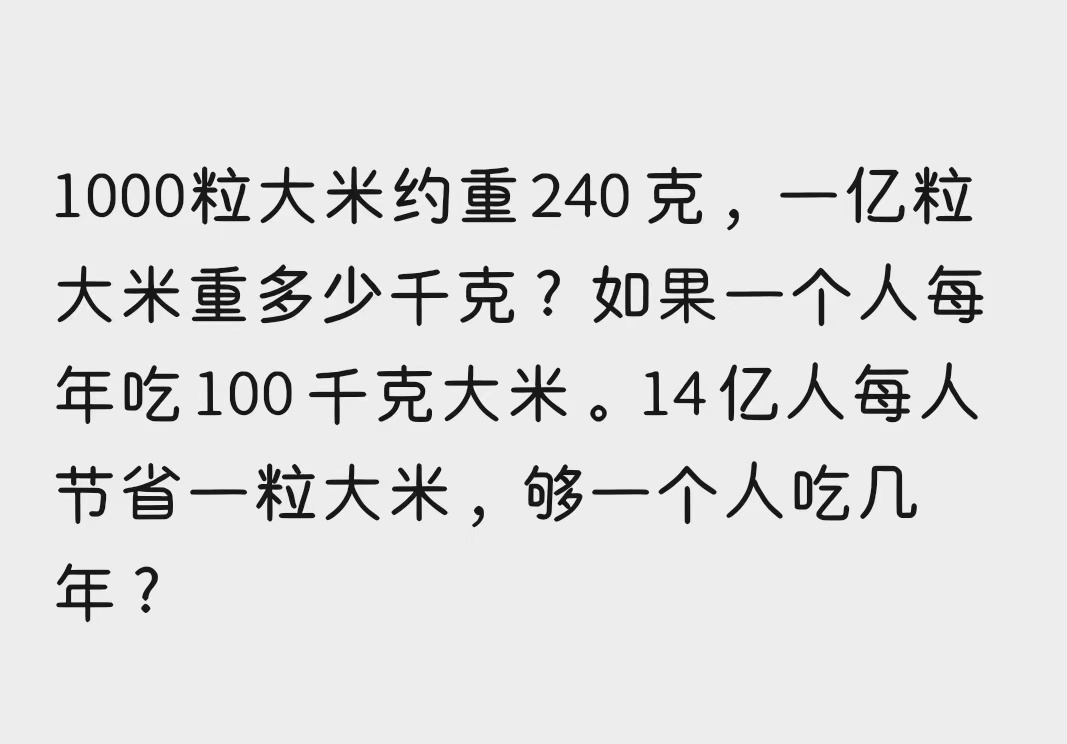 1000粒大米约重240克，一亿粒
大米重多少千克？如果一个人每
年吃100千克大米。14亿人每人
节省一粒大米，够一个人吃几
年？